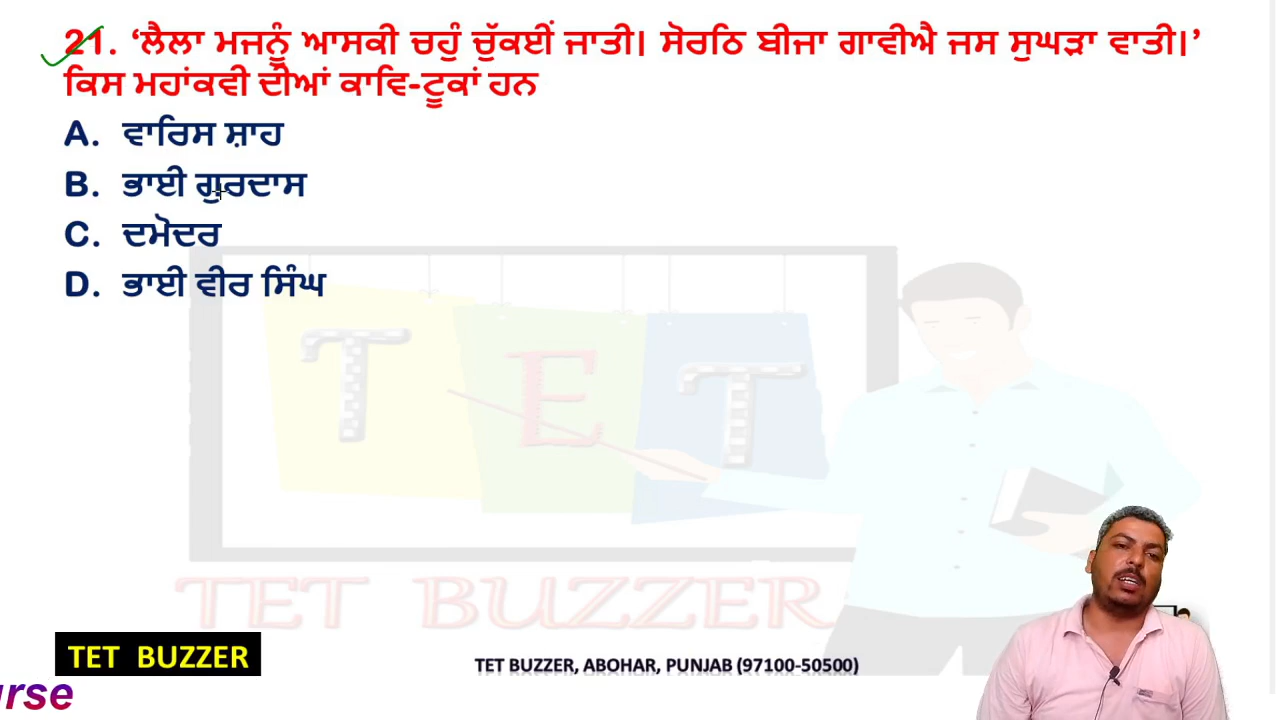 21. ‘ਲੈਲਾ ਮਜਨੂੰ ਆਸਕੀ ਚਹੁੰ ਚੁੱਕਈਂ ਜਾਤੀ। ਸੋਰਠਿ ਬੀਜਾ ਗਾਵੀਐ ਜਸ ਸੁਘੜਾ ਵਾਤੀ।’
ਕਿਸ ਮਹਾਂਕਵੀ ਦੀਆਂ ਕਾਵਿ-ਟੂਕਾਂ ਹਨ
A. ਵਾਰਿਸ ਸ਼ਾਹ
B. ਭਾਈ ਗੁਰਦਾਸ
C. ਦਮੋਦਰ
D. ਭਾਈ ਵੀਰ ਸਿੰਘ
T E T
TET BUZZER
TET BUZZER
TET BUZZER, ABOHAR, PUNJAB (97100-50500)
urse